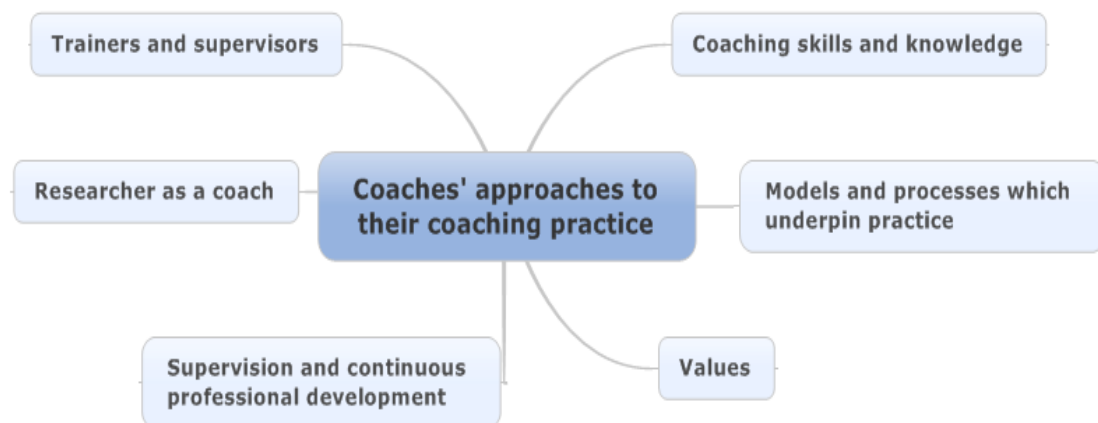 Trainers and supervisors
Coaching skills and knowledge
Researcher as a coach
Coaches' approaches to
their coaching practice
Models and processes which
underpin practice
Supervision and continuous
professional development
Values